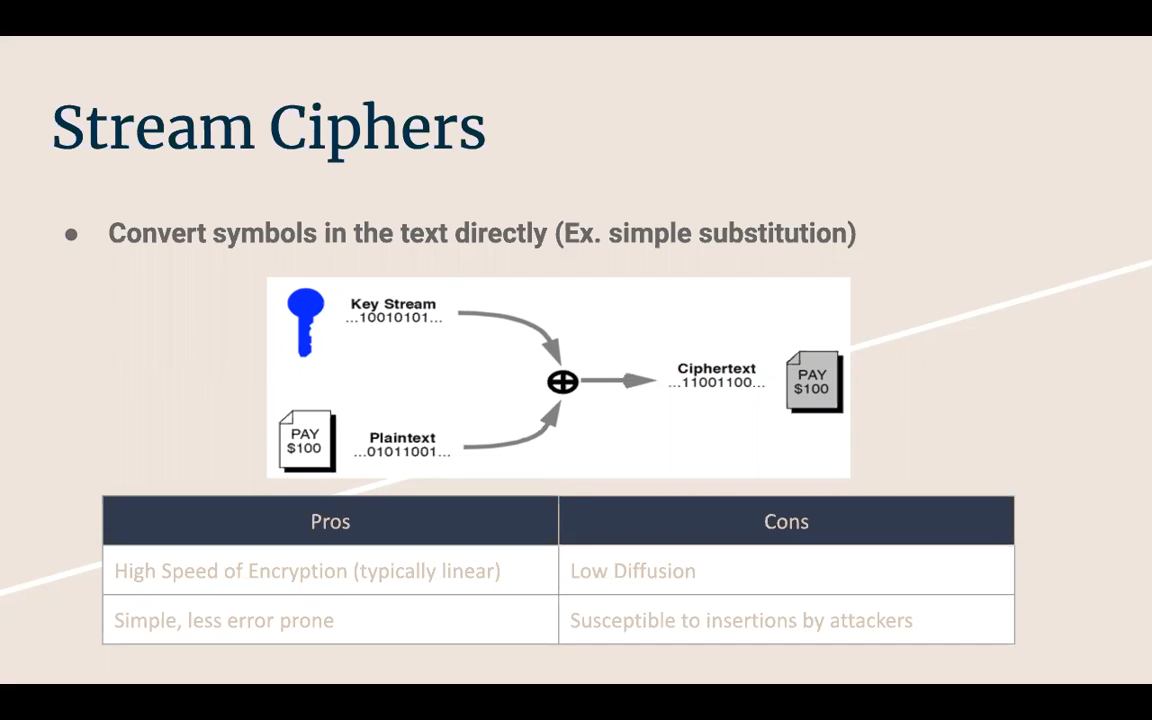 Stream Ciphers
● Convert symbols in the text directly (Ex. simple substitution)
Key Stream
...10010101...
Ciphertext
...11001100...
PAY
$100
PAY
$100
Plaintext
...01011001...
Pros Cons
High Speed of Encryption (typically linear) Low Diffusion
Simple, less error prone Susceptible to insertions by attackers